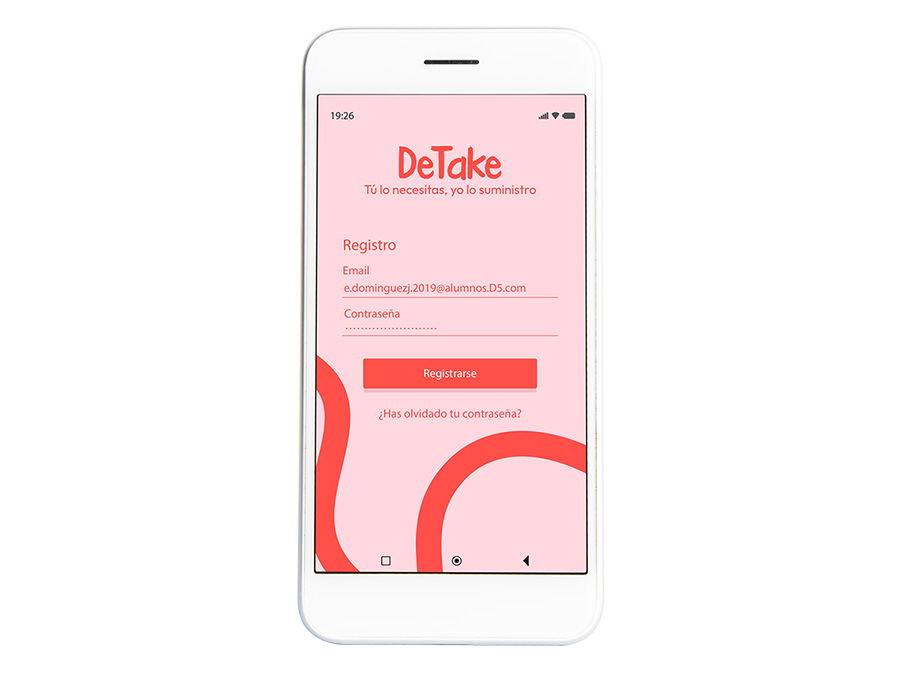 19:26
DeTake
Tú lo necesitas, yo lo suministro
Registro
Email
e.dominguezj.2019@alumnos.D5.com
Contraseña
........................
Registrarse
¿Has olvidado tu contraseña?